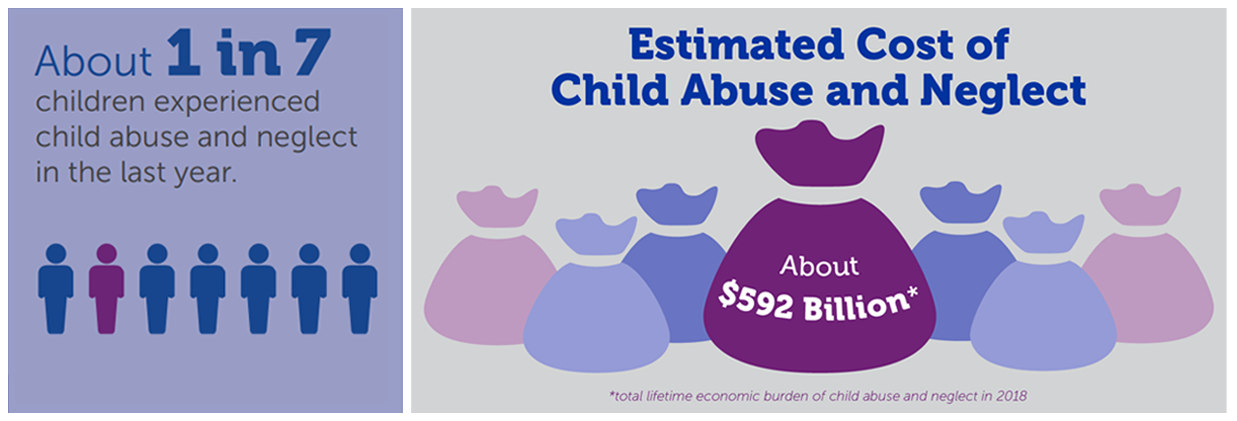 About 1 in 7
children experienced
child abuse and neglect
in the last year.
Estimated Cost of
Child Abuse and Neglect
About
$592 Billion*
*total lifetime economic burden of child abuse and neglect in 2018